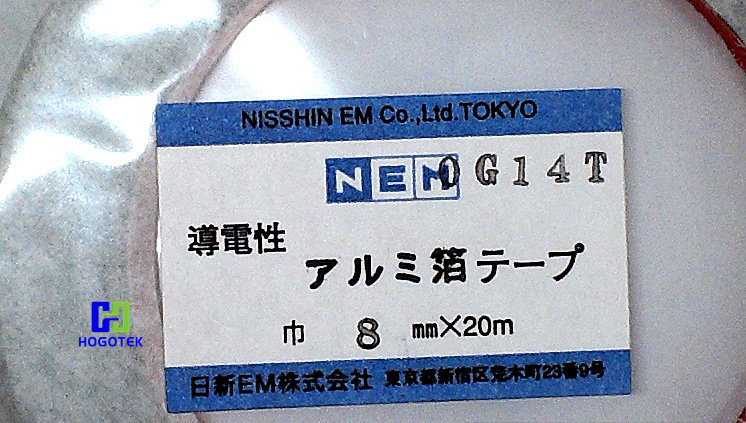 NISSHIN EM Co.,Ltd.TOKYO
NEM 0G14T
導電性
アルミ箔テープ
巾 8 mm×20m
日新EM株式会社 東京都新宿区荒木町23番9号
HOGOTEK